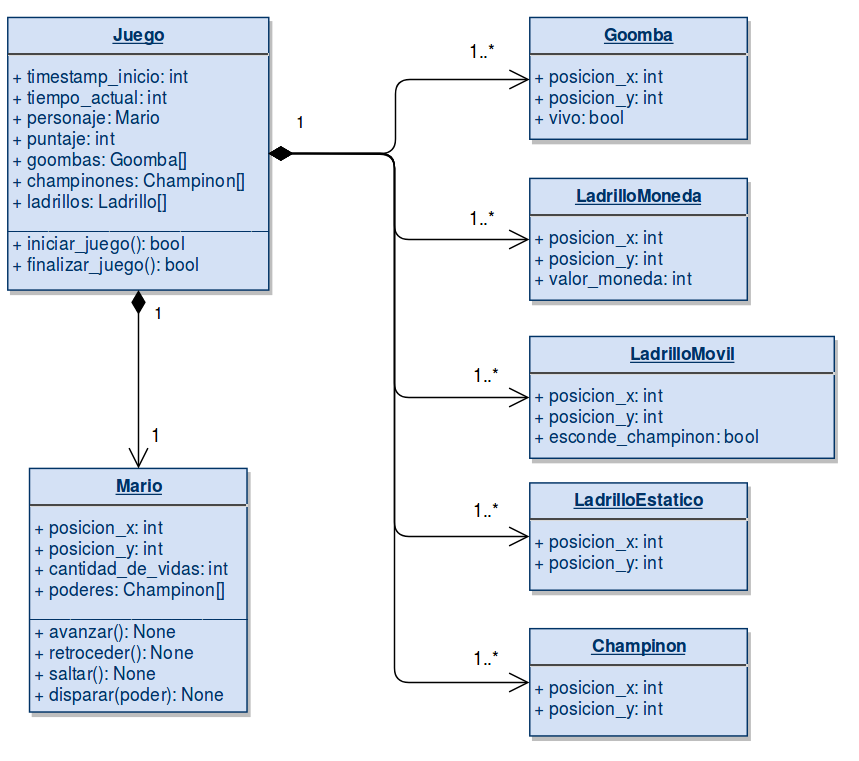 Juego
+ timestamp_inicio: int
+ tiempo_actual: int
+ personaje: Mario
+ puntaje: int
+ goombas: Goomba[]
+ champinones: Champinon[]
+ ladrillos: Ladrillo[]
+ iniciar_juego(): bool
+ finalizar_juego(): bool
1
1
1
Mario
+ posicion_x: int
+ posicion_y: int
+ cantidad_de_vidas: int
+ poderes: Champinon[]
+ avanzar(): None
+ retroceder(): None
+ saltar(): None
+ disparar(poder): None
1..*
Goomba
+ posicion_x: int
+ posicion_y: int
+ vivo: bool
1..*
LadrilloMoneda
+ posicion_x: int
+ posicion_y: int
+ valor_moneda: int
1..*
LadrilloMovil
+ posicion_x: int
+ posicion_y: int
+ esconde_champinon: bool
1..*
LadrilloEstatico
+ posicion_x: int
+ posicion_y: int
1..*
Champinon
+ posicion_x: int
+ posicion_y: int